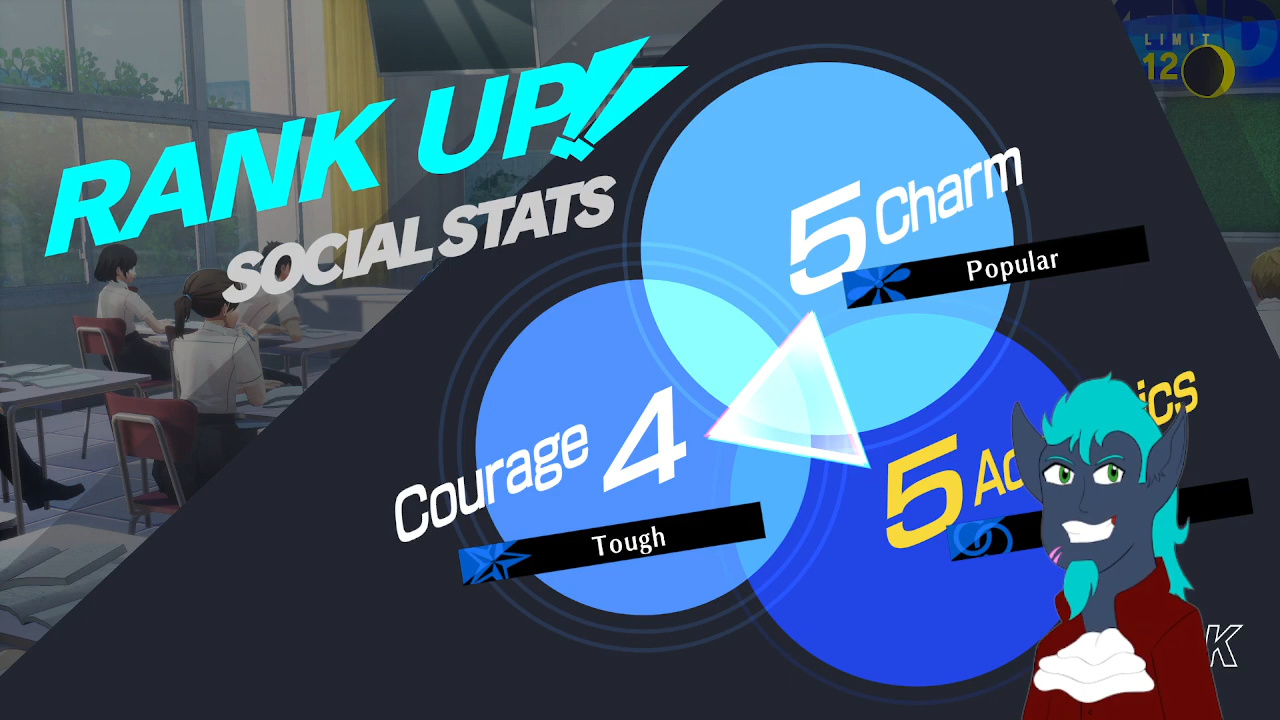 RANK UP!!
SOCIAL STATS
LIMIT
12
5 Charm
Popular
Courage 4
Tough
5